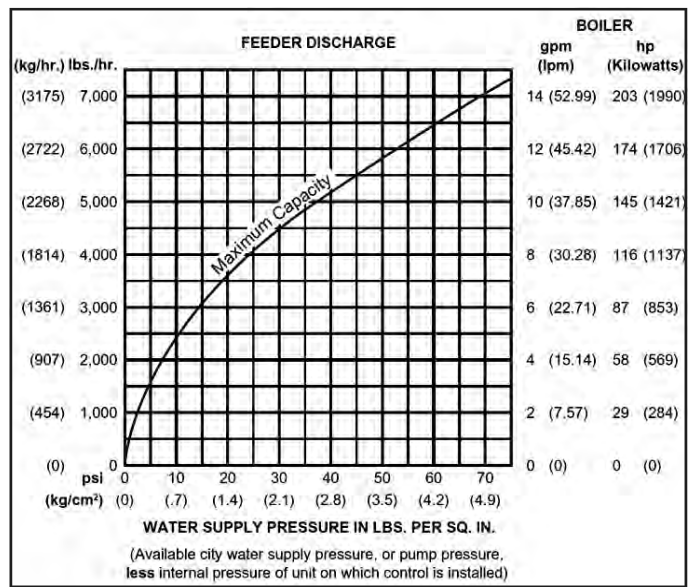 BOILER
FEEDER DISCHARGE
gpm hp
(kg/hr.) lbs./hr. (lpm) (Kilowatts)
(3175) 7,000 14 (52.99) 203 (1990)
(2722) 6,000 12 (45.42) 174 (1706)
(2268) 5,000 10 (37.85) 145 (1421)
Maximum Capacity
(1814) 4,000 8 (30.28) 116 (1137)
(1361) 3,000 6 (22.71) 87 (853)
(907) 2,000 4 (15.14) 58 (569)
(454) 1,000 2 (7.57) 29 (284)
(0) 0 0 (0) 0 (0)
psi 0 10 20 30 40 50 60 70
(kg/cm²) (0) (.7) (1.4) (2.1) (2.8) (3.5) (4.2) (4.9)
WATER SUPPLY PRESSURE IN LBS. PER SQ. IN.
(Available city water supply pressure, or pump pressure,
less internal pressure of unit on which control is installed)